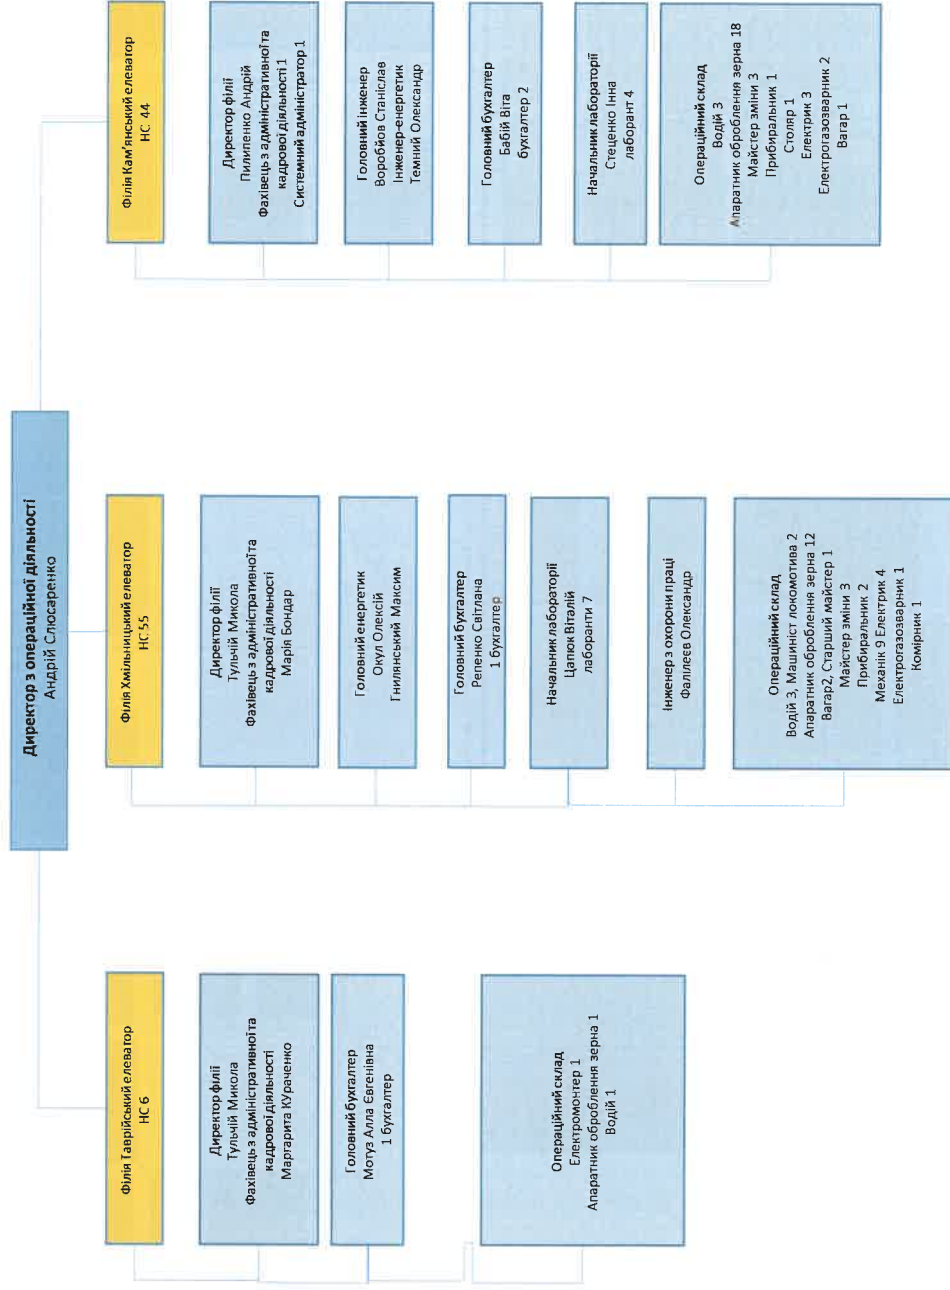 Директор з операційної діяльності
Андрій Слюсаренко
Філія Таврійський елеватор
НС 6
Директор філії
Тульчій Микола
Фахівець з адміністративної та
кадрової діяльності
Маргарита КУраченко
Головний бухгалтер
Мотуз Алла Євгенівна
1 бухгалтер
Операційний склад
Електромонтер 1
Апаратник оброблення зерна 1
Водій 1
Філія Хмільницький елеватор
НС 55
Директор філії
Тульчій Микола
Фахівець з адміністративної та
кадрової діяльності
Марія Бондар
Головний енергетик
Окул Олексій
Гнилянський Максим
Головний бухгалтер
Репенко Світлана
1 бухгалтер
Начальник лабораторії
Цапюк Віталій
лаборанти 7
Інженер з охорони праці
Фалілеєв Олександр
Операційний склад
Водій 3, Машиніст локомотива 2
Апаратник оброблення зерна 12
Вагар2, Старший майстер 1
Майстер зміни 3
Прибиральник 2
Механік 9 Електрик 4
Електрогазозварник 1
Комірник 1
Філія Кам'янський елеватор
НС 44
Директор філії
Пилипенко Андрій
Фахівець з адміністративної та
кадрової діяльності 1
Системний адміністратор 1
Головний інженер
Воробйов Станіслав
Інженер-енергетик
Темний Олександр
Головний бухгалтер
Бабій Віта
бухгалтер 2
Начальник лабораторії
Стеценко Інна
лаборант 4
Операційний склад
Водій 3
Апаратник оброблення зерна 18
Майстер зміни 3
Прибиральник 1
Столяр 1
Електрик 3
Електрогазозварник 2
Вагар 1